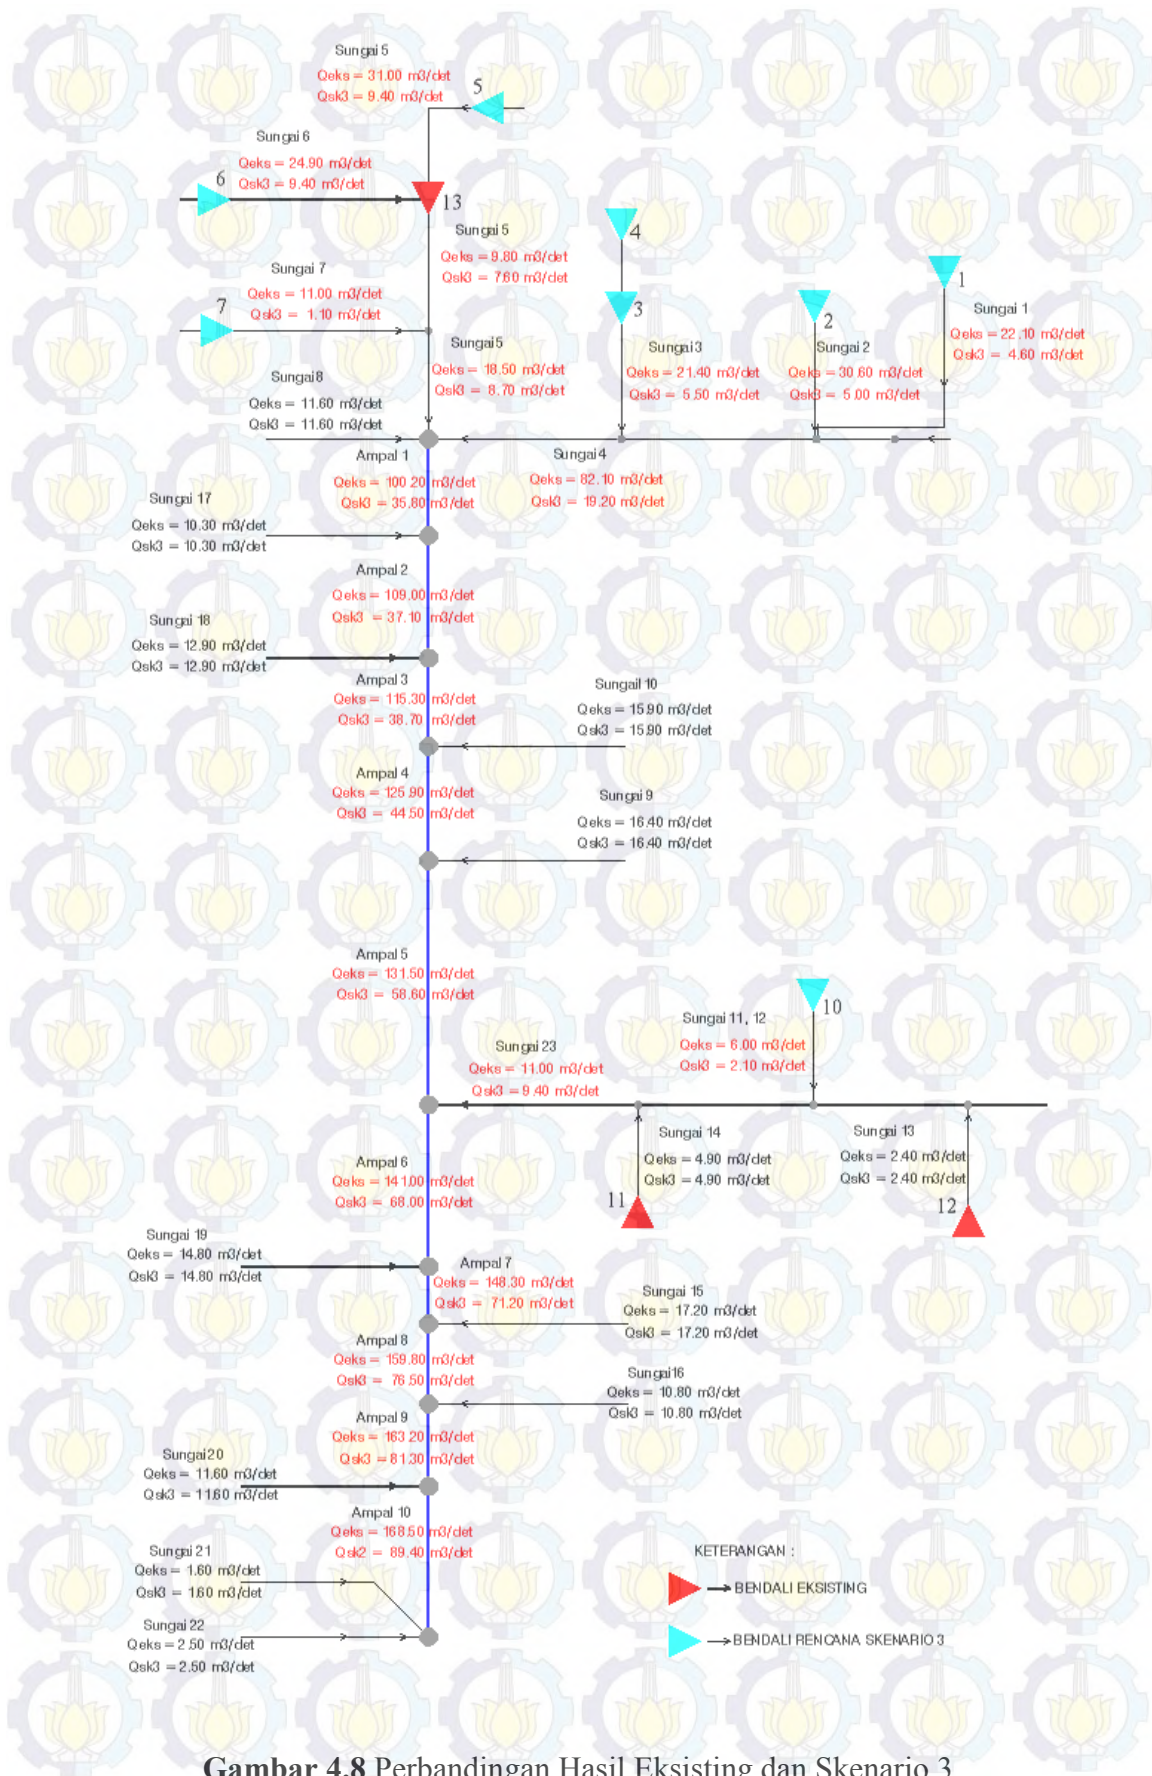 Sungai 5
Qeks = 31.00 m3/det
Qsk3 = 9.40 m3/det
5
Sungai 6
Qeks = 24.90 m3/det
Qsk3 = 9.40 m3/det
6
13
Sungai 5
Qeks = 9.80 m3/det
Qsk3 = 7.60 m3/det
4
Sungai 7
Qeks = 11.00 m3/det
Qsk3 = 1.10 m3/det
7
3
2
1
Sungai 1
Qeks = 22.10 m3/det
Qsk3 = 4.60 m3/det
Sungai 5
Qeks = 18.50 m3/det
Qsk3 = 8.70 m3/det
Sungai 3
Qeks = 21.40 m3/det
Qsk3 = 5.50 m3/det
Sungai 2
Qeks = 30.60 m3/det
Qsk3 = 5.00 m3/det
Sungai 8
Qeks = 11.60 m3/det
Qsk3 = 11.60 m3/det
Ampal 1
Qeks = 100.20 m3/det
Qsk3 = 35.80 m3/det
Sungai 4
Qeks = 82.10 m3/det
Qsk3 = 19.20 m3/det
Sungai 17
Qeks = 10.30 m3/det
Qsk3 = 10.30 m3/det
Ampal 2
Qeks = 109.00 m3/det
Qsk3 = 37.10 m3/det
Sungai 18
Qeks = 12.90 m3/det
Qsk3 = 12.90 m3/det
Ampal 3
Qeks = 115.30 m3/det
Qsk3 = 38.70 m3/det
Sungail 10
Qeks = 15.90 m3/det
Qsk3 = 15.90 m3/det
Ampal 4
Qeks = 125.90 m3/det
Qsk3 = 44.50 m3/det
Sungai 9
Qeks = 16.40 m3/det
Qsk3 = 16.40 m3/det
Ampal 5
Qeks = 131.50 m3/det
Qsk3 = 58.60 m3/det
10
Sungai 11, 12
Qeks = 6.00 m3/det
Qsk3 = 2.10 m3/det
Sungai 23
Qeks = 11.00 m3/det
Qsk3 = 9.40 m3/det
Sungai 14
Qeks = 4.90 m3/det
Qsk3 = 4.90 m3/det
11
Sungai 13
Qeks = 2.40 m3/det
Qsk3 = 2.40 m3/det
12
Ampal 6
Qeks = 141.00 m3/det
Qsk3 = 68.00 m3/det
Sungai 19
Qeks = 14.80 m3/det
Qsk3 = 14.80 m3/det
Ampal 7
Qeks = 148.30 m3/det
Qsk3 = 71.20 m3/det
Sungai 15
Qeks = 17.20 m3/det
Qsk3 = 17.20 m3/det
Ampal 8
Qeks = 159.80 m3/det
Qsk3 = 76.50 m3/det
Sungai 16
Qeks = 10.80 m3/det
Qsk3 = 10.80 m3/det
Ampal 9
Qeks = 163.20 m3/det
Qsk3 = 81.30 m3/det
Sungai 20
Qeks = 11.60 m3/det
Qsk3 = 11.60 m3/det
Ampal 10
Qeks = 168.50 m3/det
Qsk2 = 89.40 m3/det
Sungai 21
Qeks = 1.60 m3/det
Qsk3 = 1.60 m3/det
Sungai 22
Qeks = 2.50 m3/det
Qsk3 = 2.50 m3/det
KETERANGAN :
BENDALI EKSISTING
BENDALI RENCANA SKENARIO 3
Gambar 4.8 Perbandingan Hasil Eksisting dan Skenario 3